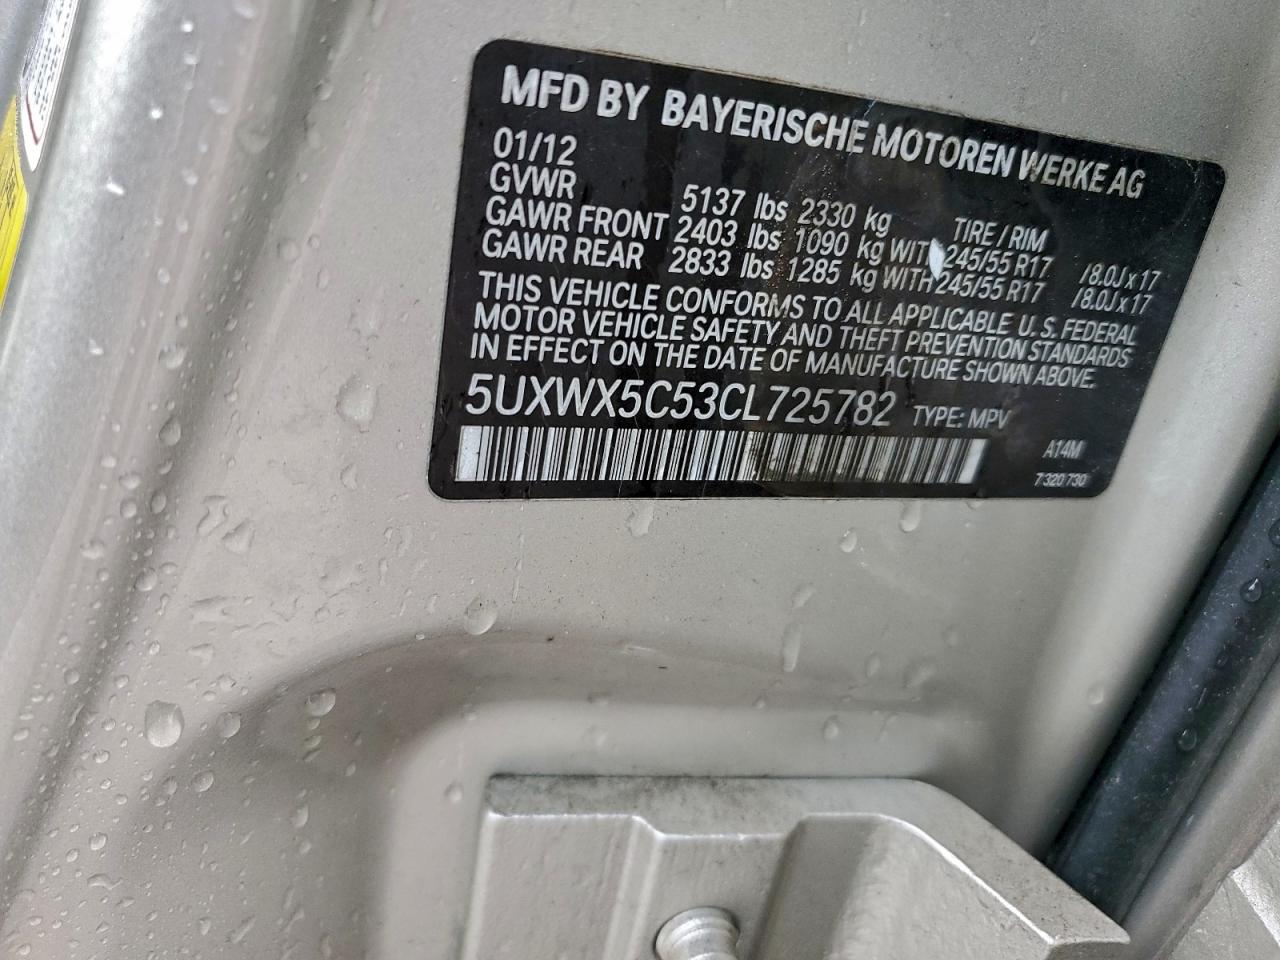 MFD BY BAYERISCHE MOTOREN WERKE AG
01/12
GVWR 5137 lbs 2330 kg TIRE / RIM
GAWR FRONT 2403 lbs 1090 kg WITH 245/55 R17 /8.0J x 17
GAWR REAR 2833 lbs 1285 kg WITH 245/55 R17 /8.0J x 17
THIS VEHICLE CONFORMS TO ALL APPLICABLE U.S. FEDERAL
MOTOR VEHICLE SAFETY AND THEFT PREVENTION STANDARDS
IN EFFECT ON THE DATE OF MANUFACTURE SHOWN ABOVE.
5UXWX5C53CL725782 TYPE: MPV
A14M
7 320 730